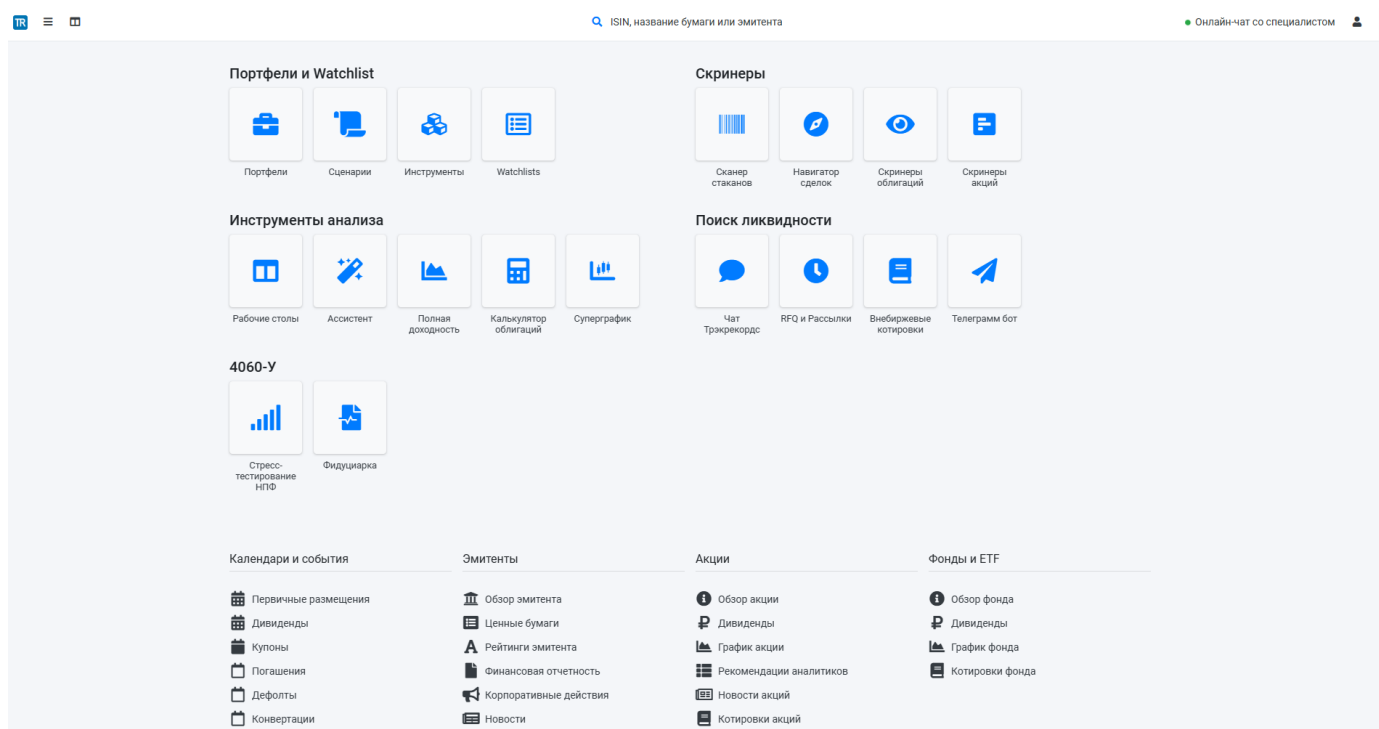 TR
ISIN, название бумаги или эмитента
Онлайн-чат со специалистом
Портфели и Watchlist
Портфели
Сценарии
Инструменты
Watchlists
Скринеры
Сканер
стаканов
Навигатор
сделок
Скринеры
облигаций
Скринеры
акций
Инструменты анализа
Рабочие столы
Ассистент
Полная
доходность
Калькулятор
облигаций
Суперграфик
Поиск ликвидности
Чат
Трэкрекордс
RFQ и Рассылки
Внебиржевые
котировки
Телеграмм бот
4060-У
Стресс-
тестирование
НПФ
Фидуциарка
Календари и события
Первичные размещения
Дивиденды
Купоны
Погашения
Дефолты
Конвертации
Эмитенты
Обзор эмитента
Ценные бумаги
Рейтинги эмитента
Финансовая отчетность
Корпоративные действия
Новости
Акции
Обзор акции
Дивиденды
График акции
Рекомендации аналитиков
Новости акций
Котировки акций
Фонды и ETF
Обзор фонда
Дивиденды
График фонда
Котировки фонда